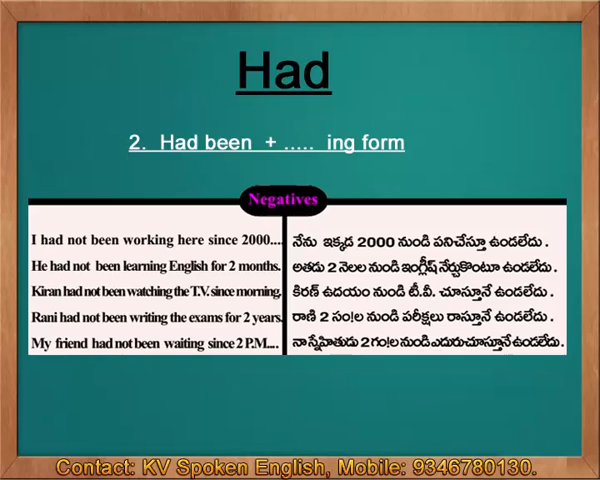 Had
2. Had been + ..... ing form
Negatives
I had not been working here since 2000.... నేను ఇక్కడ 2000 నుండి పనిచేస్తూ ఉండలేదు .
He had not been learning English for 2 months. అతడు 2 నెలల నుండి ఇంగ్లీష్ నేర్చుకొంటూ ఉండలేదు .
Kiran had not been watching the T.V. since morning. కిరణ్ ఉదయం నుండి టీ.వీ. చూస్తూనే ఉండలేదు .
Rani had not been writing the exams for 2 years. రాణి 2 సం!ల నుండి పరీక్షలు రాస్తూనే ఉండలేదు .
My friend had not been waiting since 2 P.M.... నా స్నేహితుడు 2 గం!ల నుండి ఎదురుచూస్తూనే ఉండలేదు .
Contact: KV Spoken English, Mobile: 9346780130.